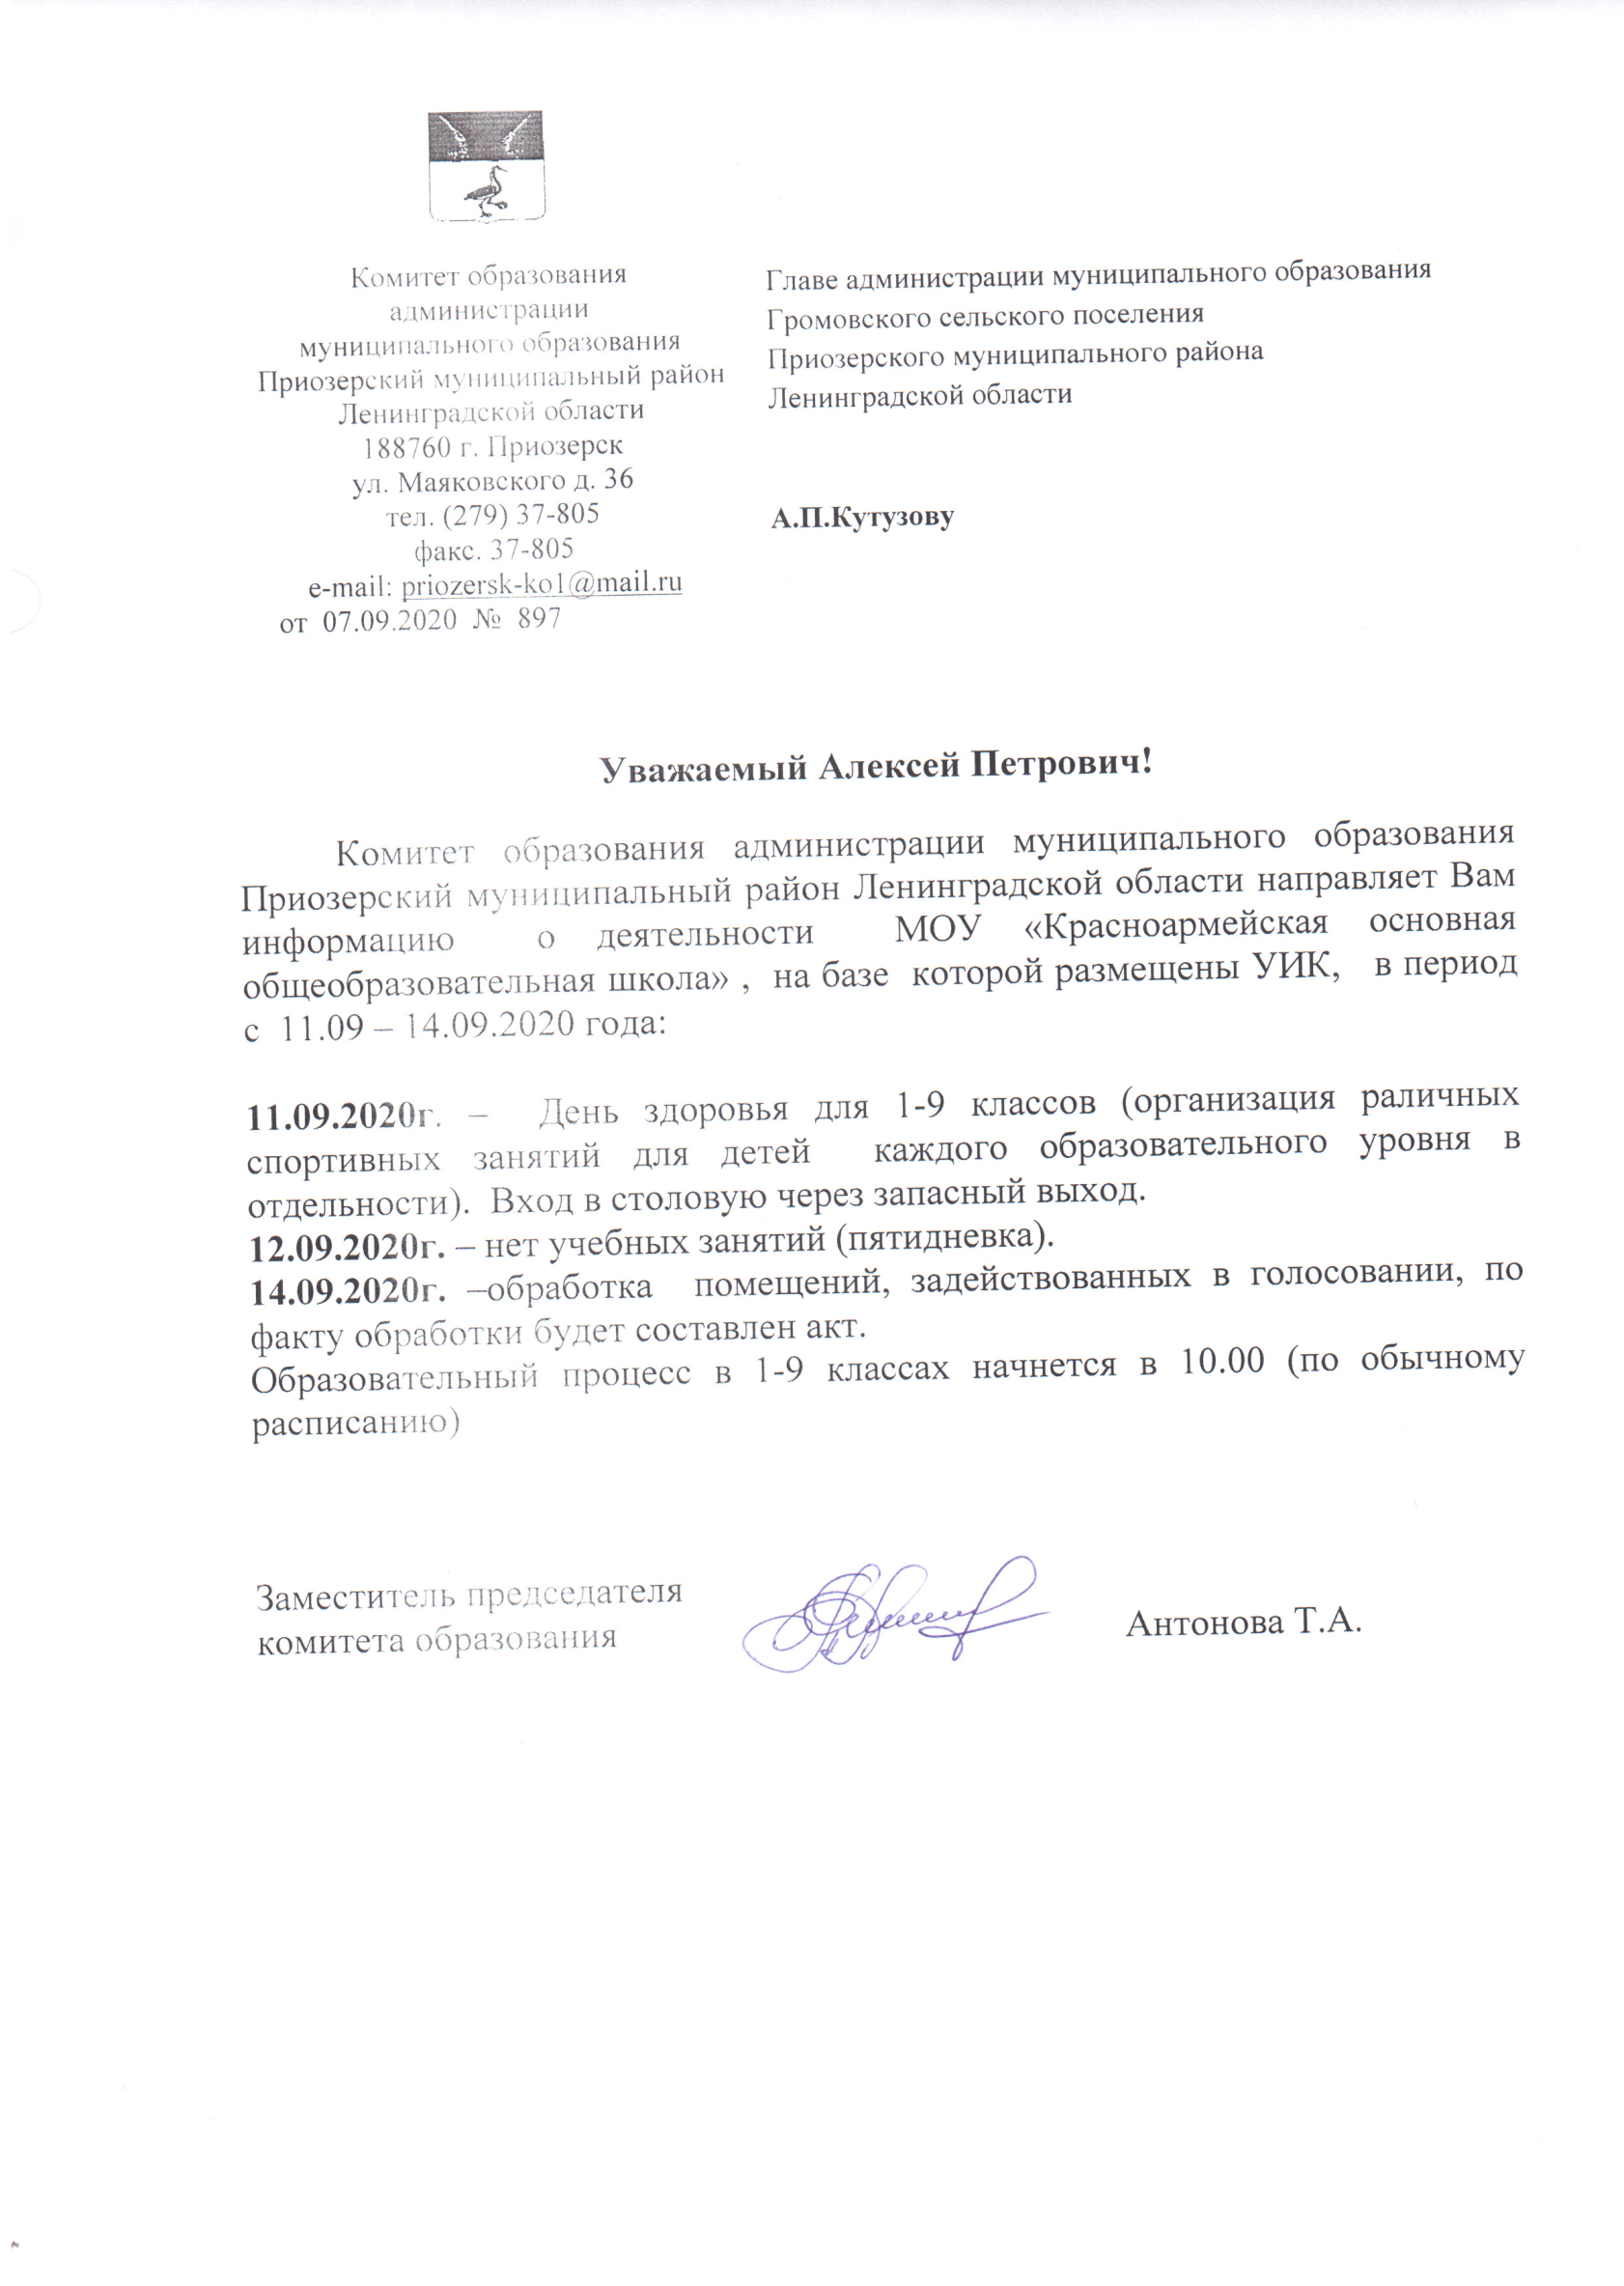 Комитет образования
администрации
муниципального образования
Приозерский муниципальный район
Ленинградской области
188760 г. Приозерск
ул. Маяковского д. 36
тел. (279) 37-805
факс. 37-805
e-mail: priozersk-ko1@mail.ru
от 07.09.2020 № 897
Главе администрации муниципального образования
Громовского сельского поселения
Приозерского муниципального района
Ленинградской области
А.П.Кутузову
Уважаемый Алексей Петрович!
Комитет образования администрации муниципального образования
Приозерский муниципальный район Ленинградской области направляет Вам
информацию о деятельности МОУ «Красноармейская основная
общеобразовательная школа» , на базе которой размещены УИК, в период
с 11.09 – 14.09.2020 года:
11.09.2020г. – День здоровья для 1-9 классов (организация раличных
спортивных занятий для детей каждого образовательного уровня в
отдельности). Вход в столовую через запасный выход.
12.09.2020г. – нет учебных занятий (пятидневка).
14.09.2020г. –обработка помещений, задействованных в голосовании, по
факту обработки будет составлен акт.
Образовательный процесс в 1-9 классах начнется в 10.00 (по обычному
расписанию)
Заместитель председателя
комитета образования
Антонова Т.А.